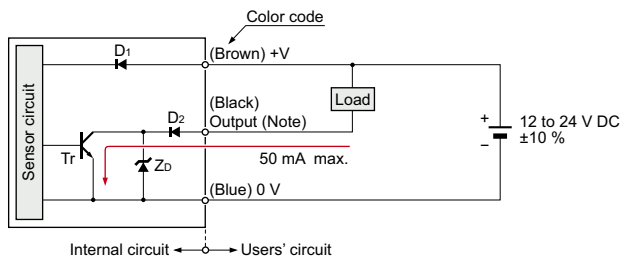 Color code
D1
(Brown) +V
Sensor circuit
(Black)
Output (Note)
Load
D2
Tr
ZD
50 mA max.
+
−
12 to 24 V DC
±10 %
(Blue) 0 V
Internal circuit
Users' circuit